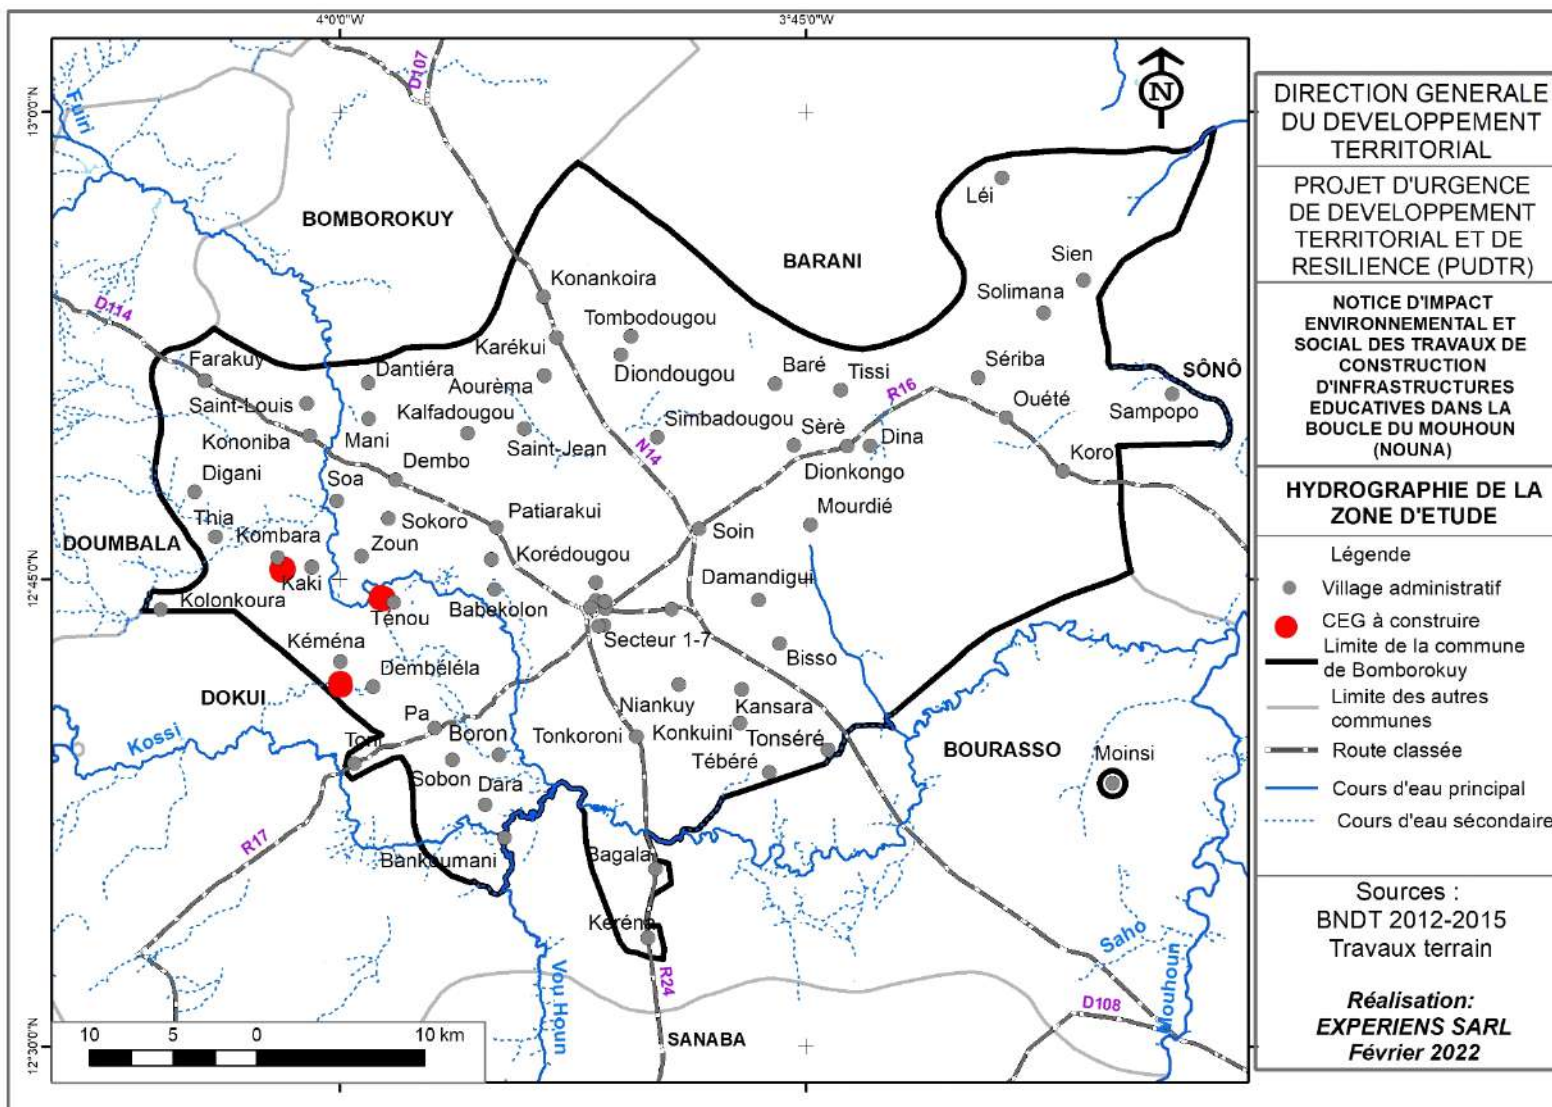 4°0'0"W
3°45'0"W
13°0'0"N
12°45'0"N
12°30'0"N
D107
Fuiri
BOMBOROKUY
BARANI
Léi
Sien
Solimana
Konankoira
Tombodougou
D114
Karékui
Farakuy
Dantiéra
Aourèma
Diondougou
Baré
Tissi
Sériba
SÔNÔ
R16
Saint-Louis
Kalfadougou
Simbadougou
Ouété
Sampopo
Kononiba
Mani
Saint-Jean
Sèrè
Dina
N14
Koro
Digani
Dembo
Dionkongo
Soa
Thia
Sokoro
Patiarakui
Mourdié
Soin
DOUMBALA
Kombara
Zoun
Korédougou
Kaki
Damandigui
Kolonkoura
Ténou
Babekolon
Secteur 1-7
Kéména
Bisso
Dembéléla
DOKUI
Niankuy
Kansara
Pa
Kossi
Toni
Boron
Tonkoroni
Konkuini
Tonséré
BOURASSO
Moinsi
Sobon
Tébéré
Dara
R17
Bankoumani
Bagala
Keréna
Saho
Vou Houn
R24
Mouhoun
D108
SANABA
10 5 0 10 km
N
DIRECTION GENERALE
DU DEVELOPPEMENT
TERRITORIAL
PROJET D'URGENCE
DE DEVELOPPEMENT
TERRITORIAL ET DE
RESILIENCE (PUDTR)
NOTICE D'IMPACT
ENVIRONNEMENTAL ET
SOCIAL DES TRAVAUX DE
CONSTRUCTION
D'INFRASTRUCTURES
EDUCATIVES DANS LA
BOUCLE DU MOUHOUN
(NOUNA)
HYDROGRAPHIE DE LA
ZONE D'ETUDE
Légende
Village administratif
CEG à construire
Limite de la commune
de Bomborokuy
Limite des autres
communes
Route classée
Cours d'eau principal
Cours d'eau sécondaire
Sources :
BNDT 2012-2015
Travaux terrain
Réalisation:
EXPERIENS SARL
Février 2022